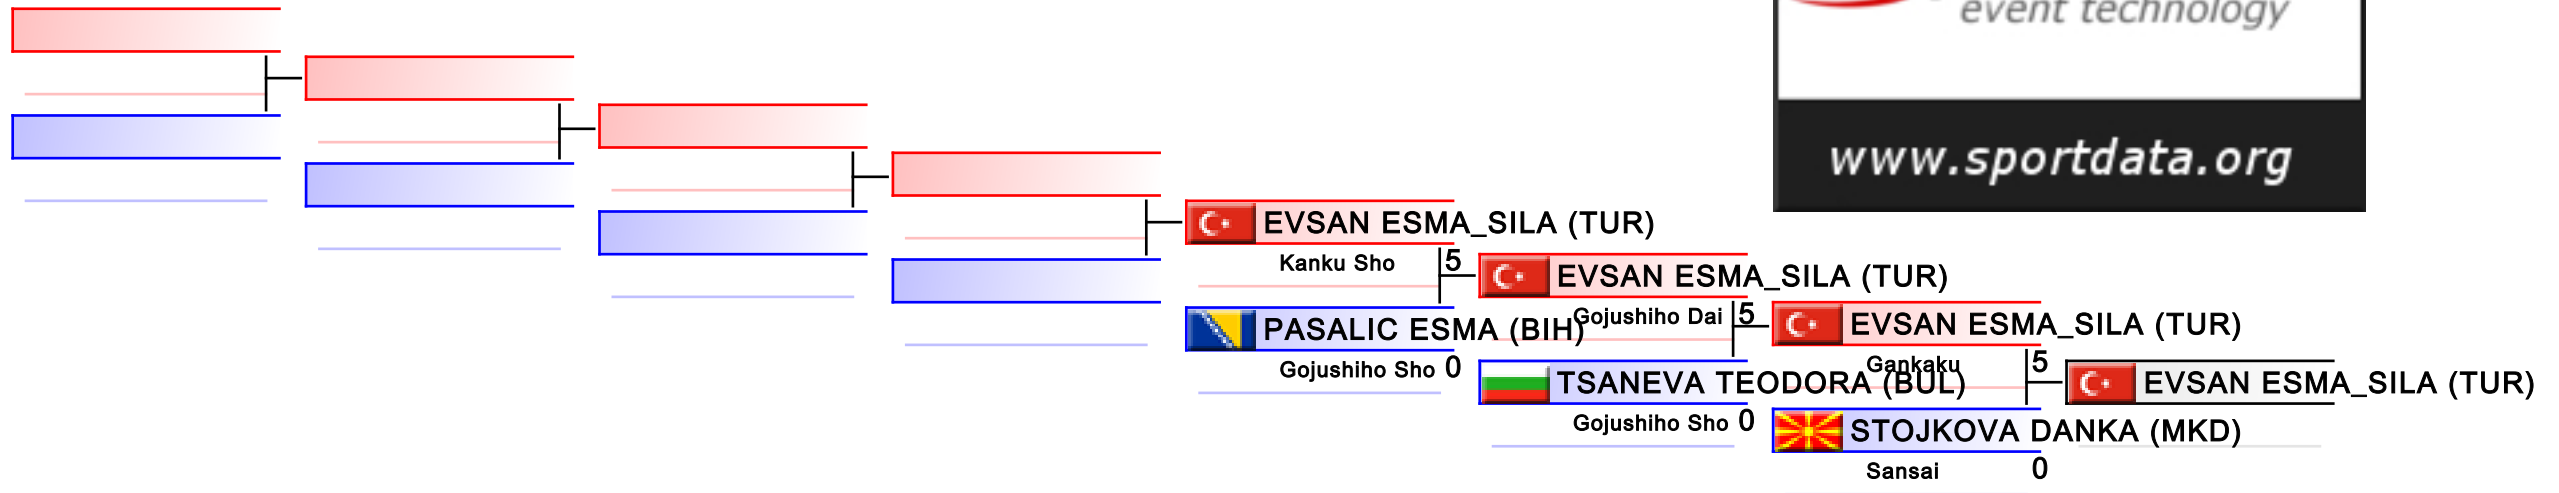 event technology
www.sportdata.org
EVSAN ESMA_SILA (TUR)
Kanku Sho 5
EVSAN ESMA_SILA (TUR)
PASALIC ESMA (BIH)
Gojushiho Dai 5
EVSAN ESMA_SILA (TUR)
Gojushiho Sho 0
Gankaku 5
TSANEVA TEODORA (BUL)
EVSAN ESMA_SILA (TUR)
Gojushiho Sho 0
STOJKOVA DANKA (MKD)
Sansai 0